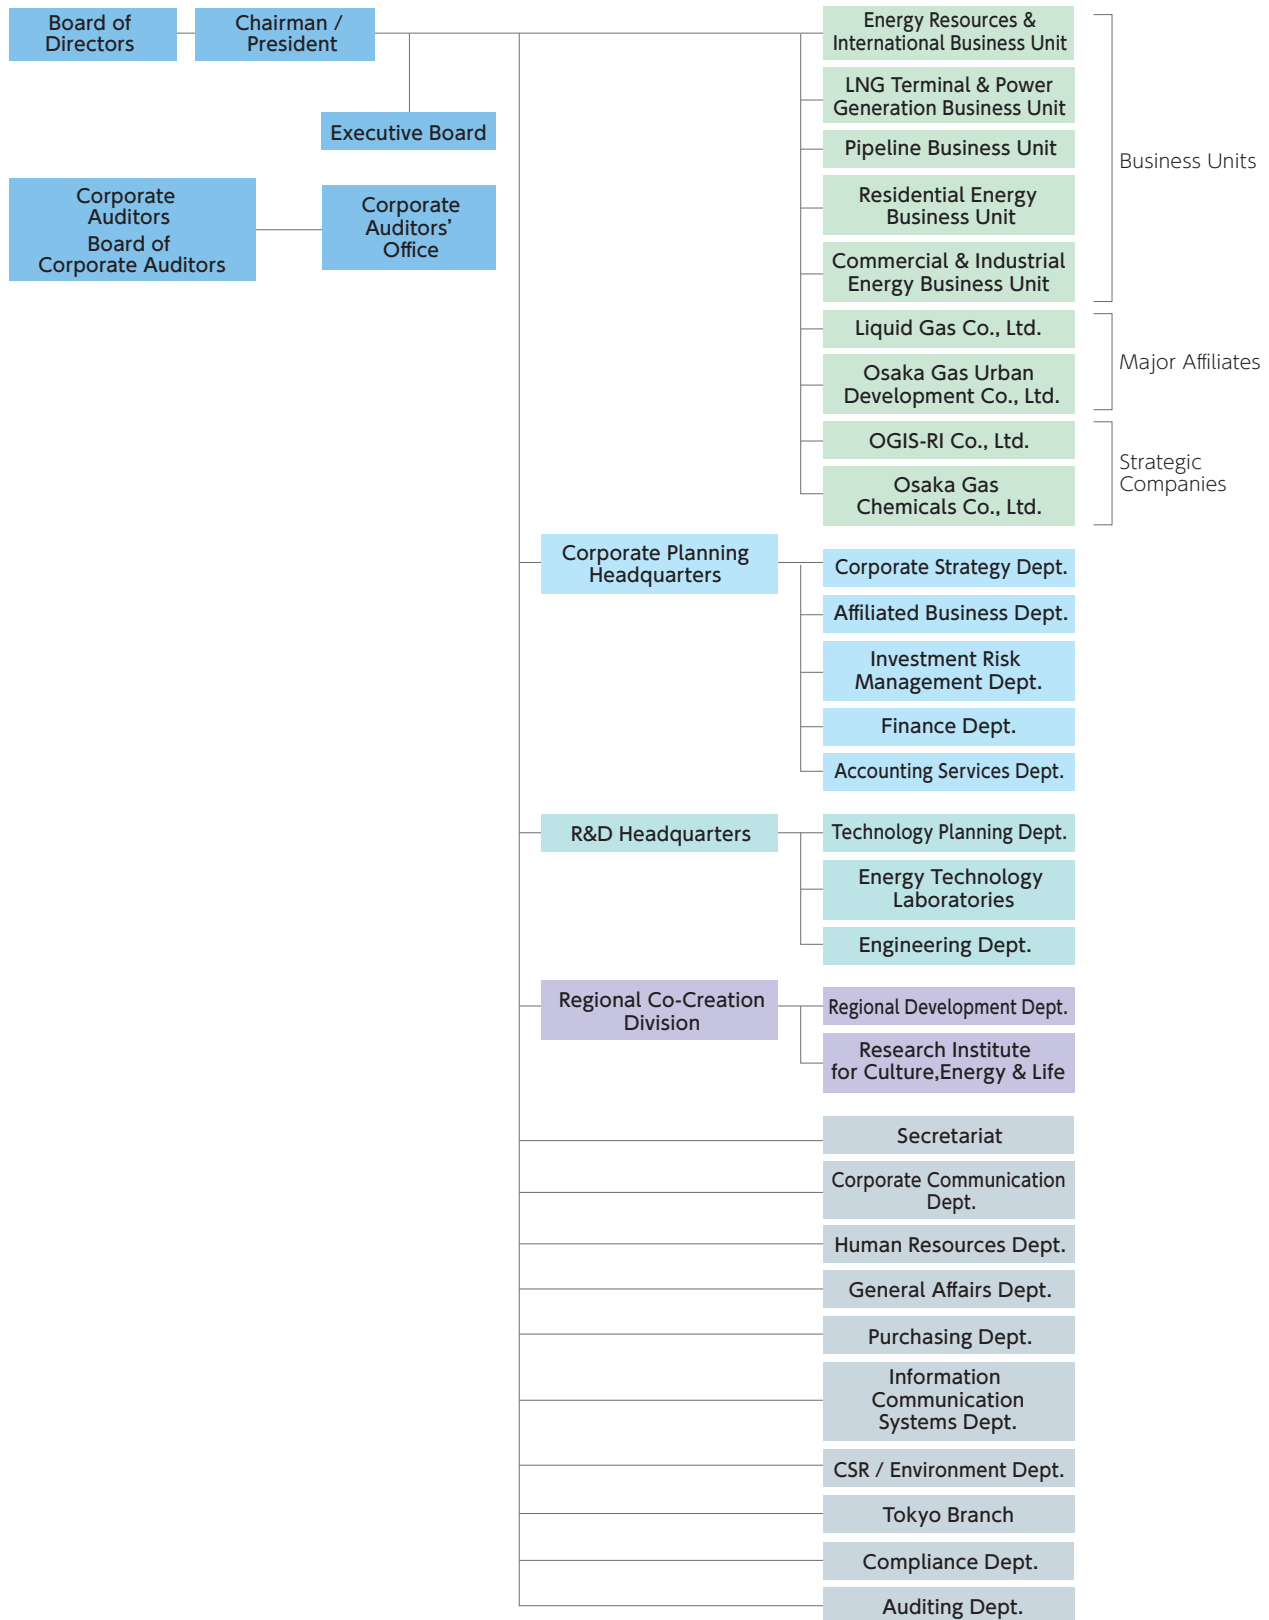 Board of
Directors
Chairman /
President
Executive Board
Corporate
Auditors
Board of
Corporate Auditors
Corporate
Auditors’
Office
Energy Resources &
International Business Unit
LNG Terminal & Power
Generation Business Unit
Pipeline Business Unit
Residential Energy
Business Unit
Commercial & Industrial
Energy Business Unit
Business Units
Liquid Gas Co., Ltd.
Osaka Gas Urban
Development Co., Ltd.
Major Affiliates
OGIS-RI Co., Ltd.
Osaka Gas
Chemicals Co., Ltd.
Strategic
Companies
Corporate Planning
Headquarters
Corporate Strategy Dept.
Affiliated Business Dept.
Investment Risk
Management Dept.
Finance Dept.
Accounting Services Dept.
R&D Headquarters
Technology Planning Dept.
Energy Technology
Laboratories
Engineering Dept.
Regional Co-Creation
Division
Regional Development Dept.
Research Institute
for Culture,Energy & Life
Secretariat
Corporate Communication
Dept.
Human Resources Dept.
General Affairs Dept.
Purchasing Dept.
Information
Communication
Systems Dept.
CSR / Environment Dept.
Tokyo Branch
Compliance Dept.
Auditing Dept.